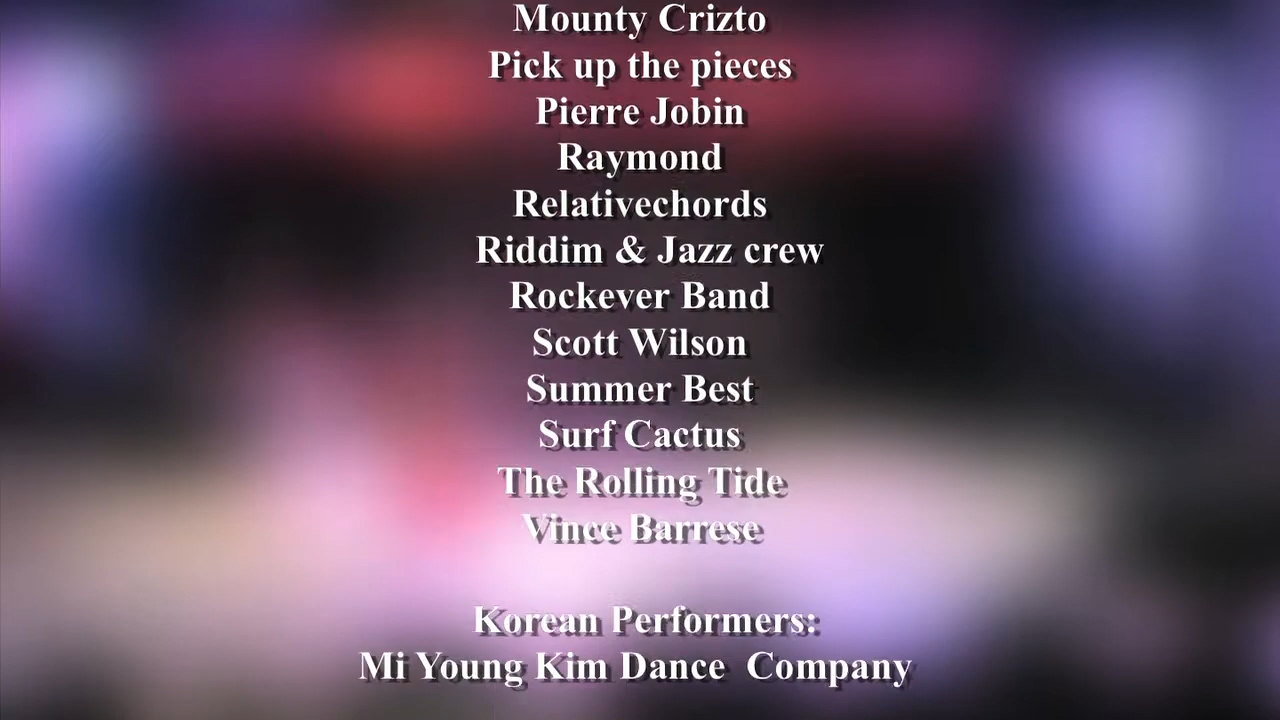 Mounty Crizto
Pick up the pieces
Pierre Jobin
Raymond
Relativechords
Riddim & Jazz crew
Rockever Band
Scott Wilson
Summer Best
Surf Cactus
The Rolling Tide
Vince Barrese
Korean Performers:
Mi Young Kim Dance  Company